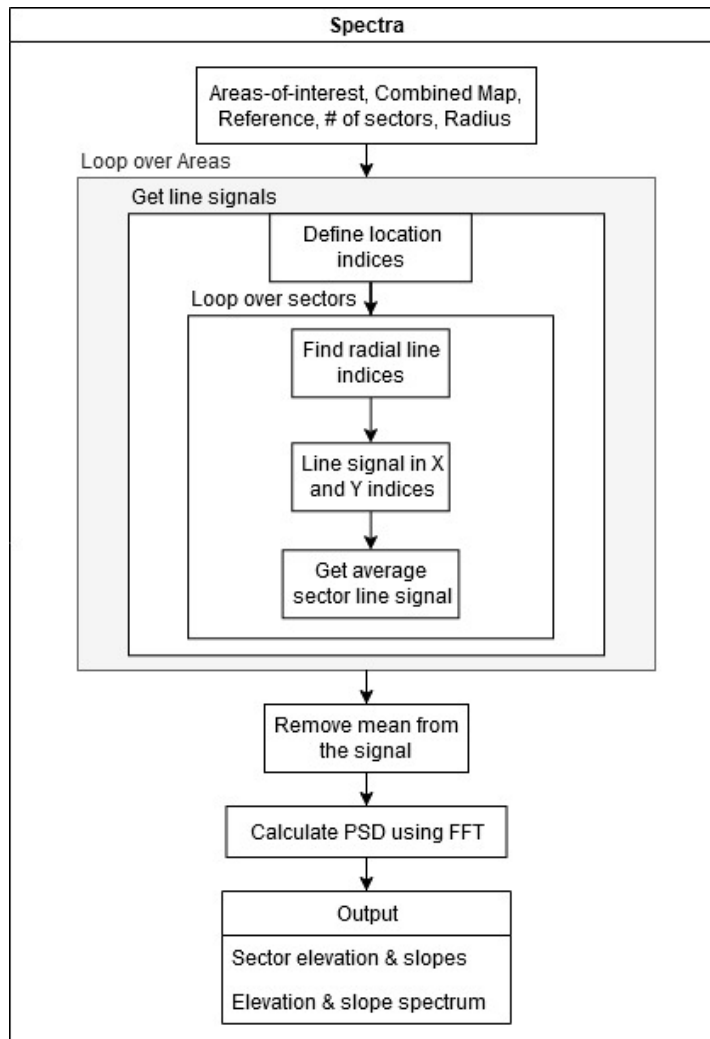 Spectra
Areas-of-interest, Combined Map,
Reference, # of sectors, Radius
Loop over Areas
Get line signals
Define location
indices
Loop over sectors
Find radial line
indices
Line signal in X
and Y indices
Get average
sector line signal
Remove mean from
the signal
Calculate PSD using FFT
Output
Sector elevation & slopes
Elevation & slope spectrum